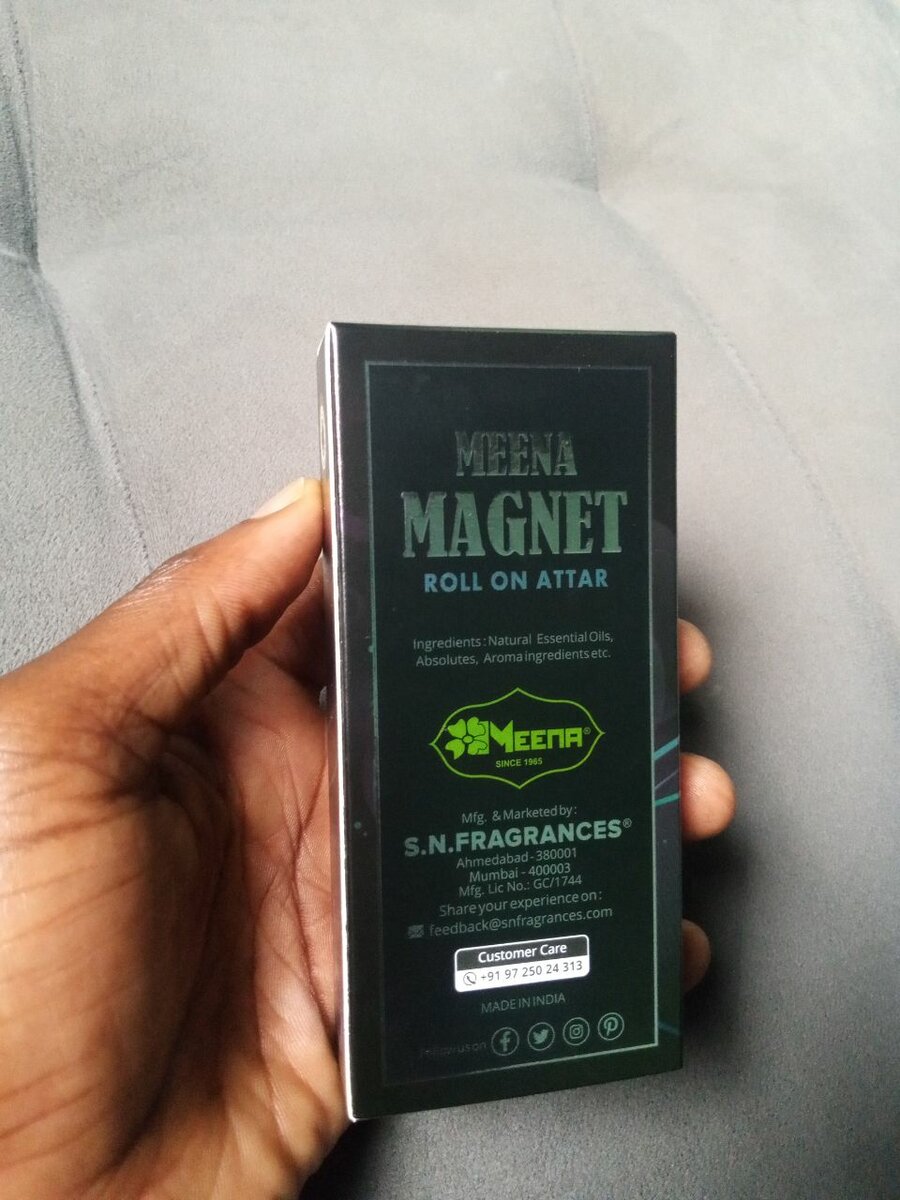 MEENA
MAGNET
ROLL ON ATTAR
Ingredients: Natural Essential Oils,
Absolutes, Aroma ingredients etc.
MEENA®
SINCE 1965
Mfg. & Marketed by:
S.N.FRAGRANCES®
Ahmedabad - 380001
Mumbai - 400003
Mfg. Lic No.: GC/1744
Share your experience on:
feedback@snfragrances.com
Customer Care
+91 97 250 24 313
MADE IN INDIA
us on